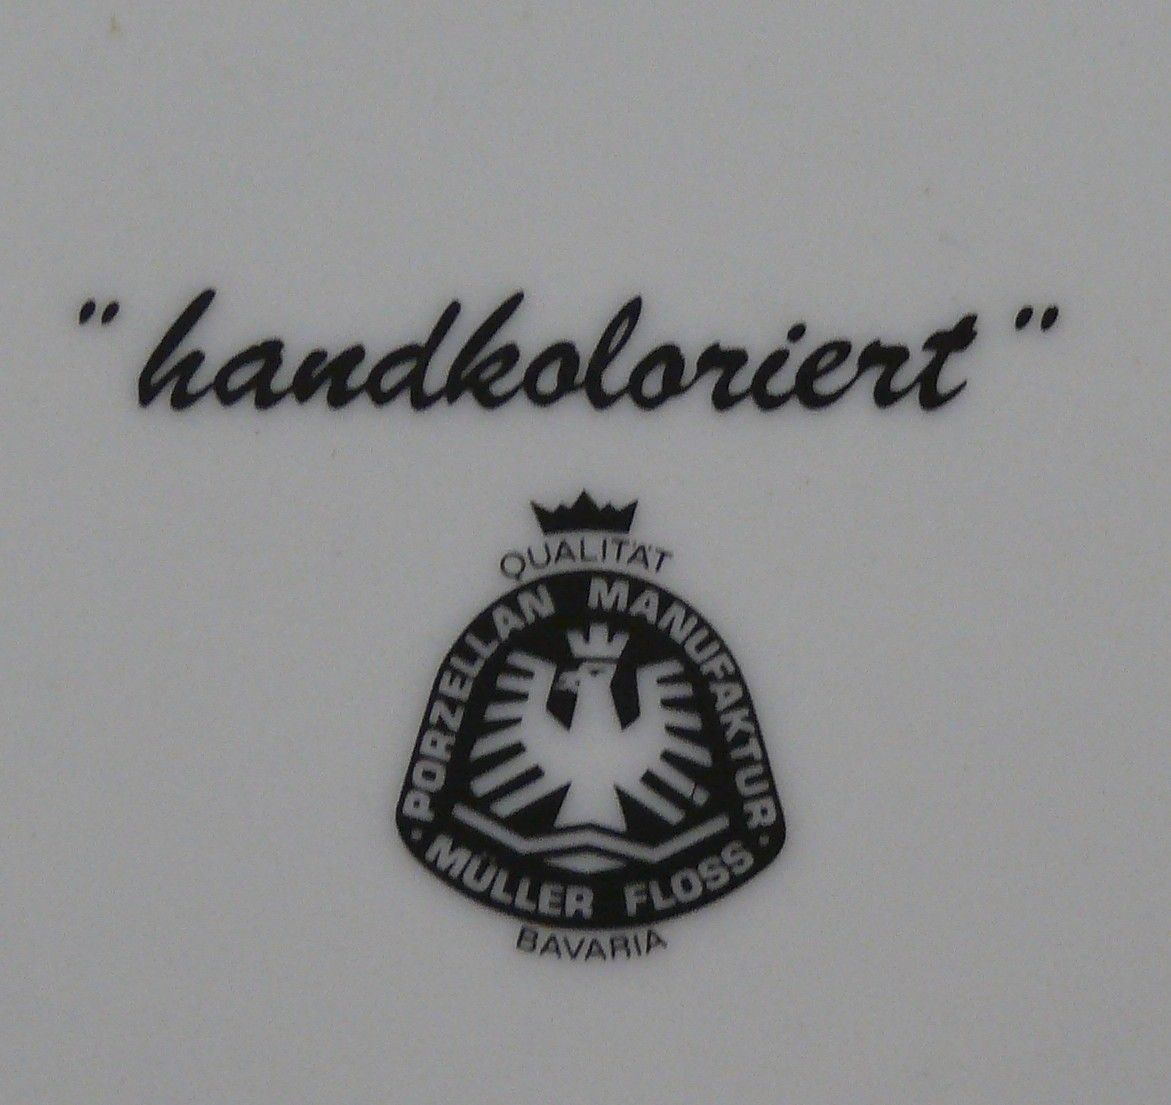 "handkoloriert"
QUALITÄT
PORZELLAN MANUFAKTUR
· MÜLLER FLOSS ·
BAVARIA